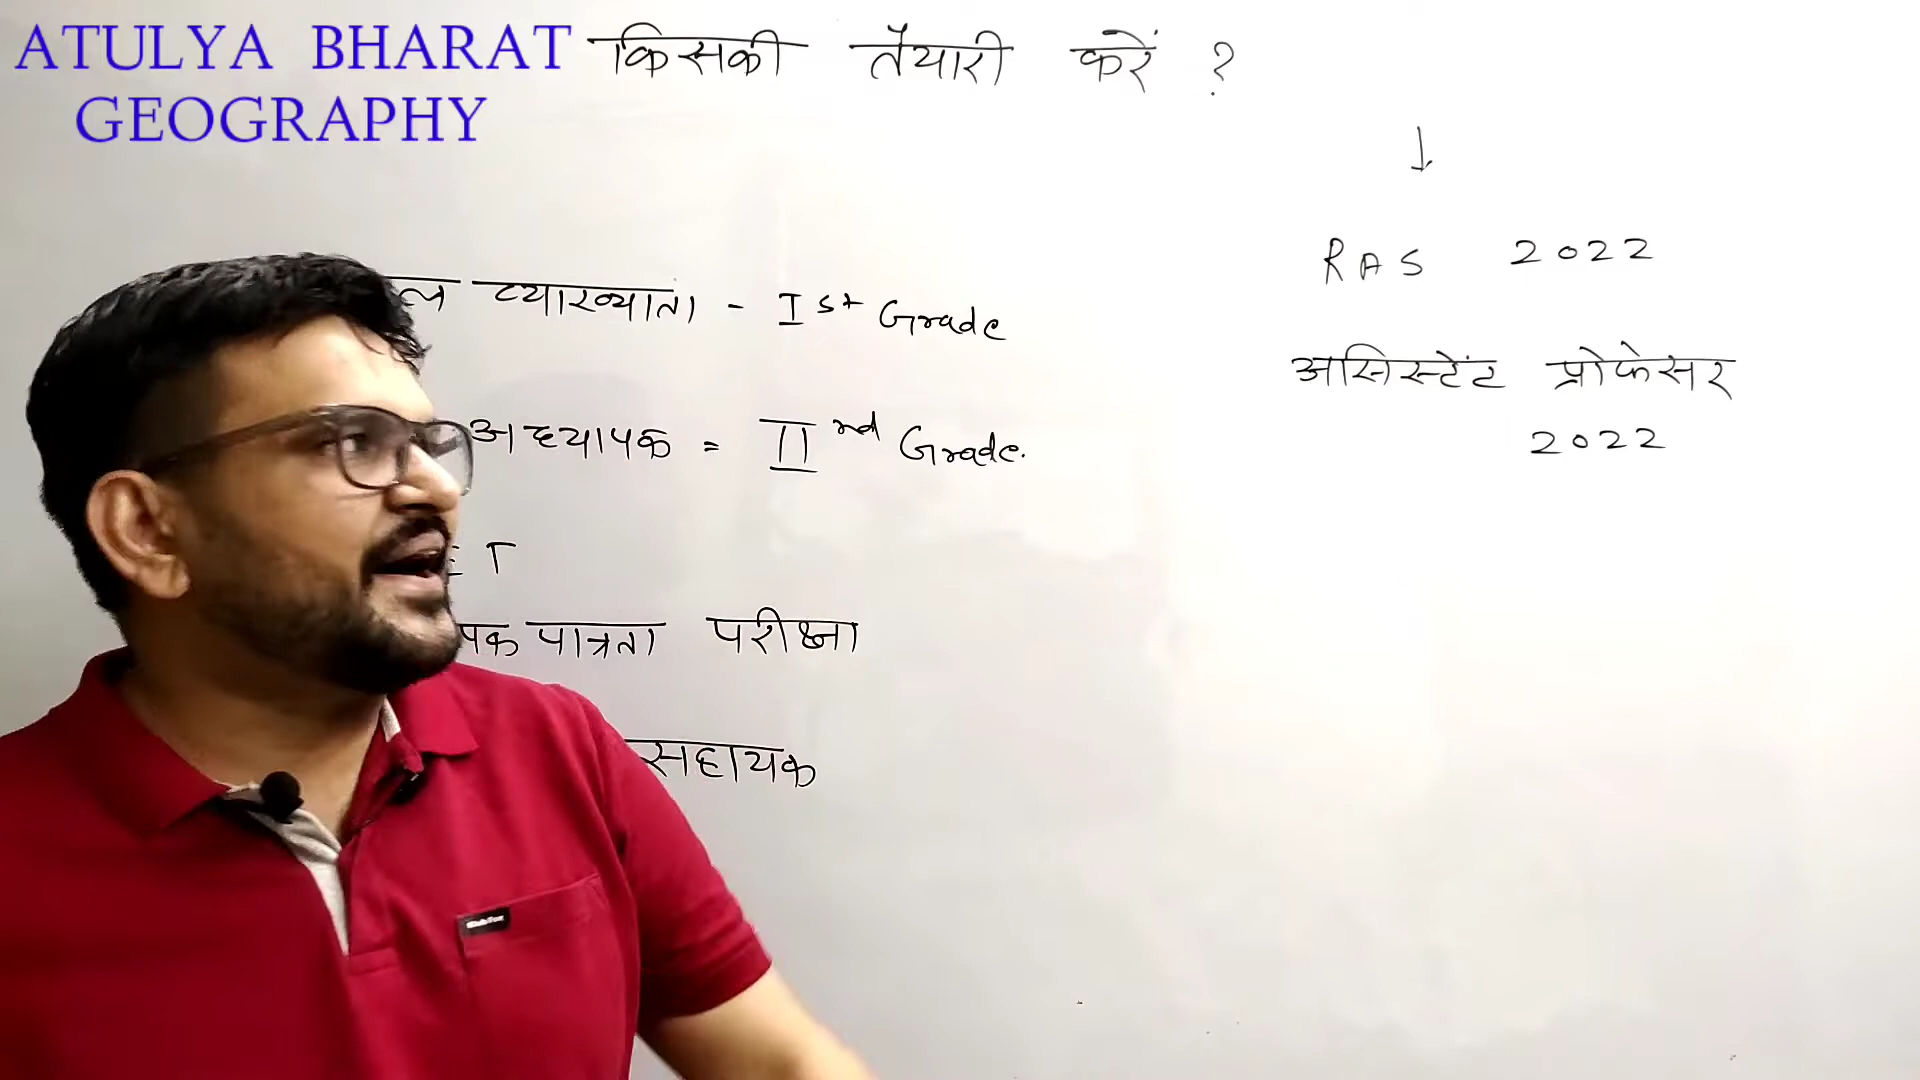 ATULYA BHARAT
GEOGRAPHY
किसकी तैयारी करें ?
व्याख्याता - Ist Grade
अध्यापक = II nd Grade.
ET
पात्रता परीक्षा
सहायक
↓
RAS 2022
असिस्टेंट प्रोफेसर
2022